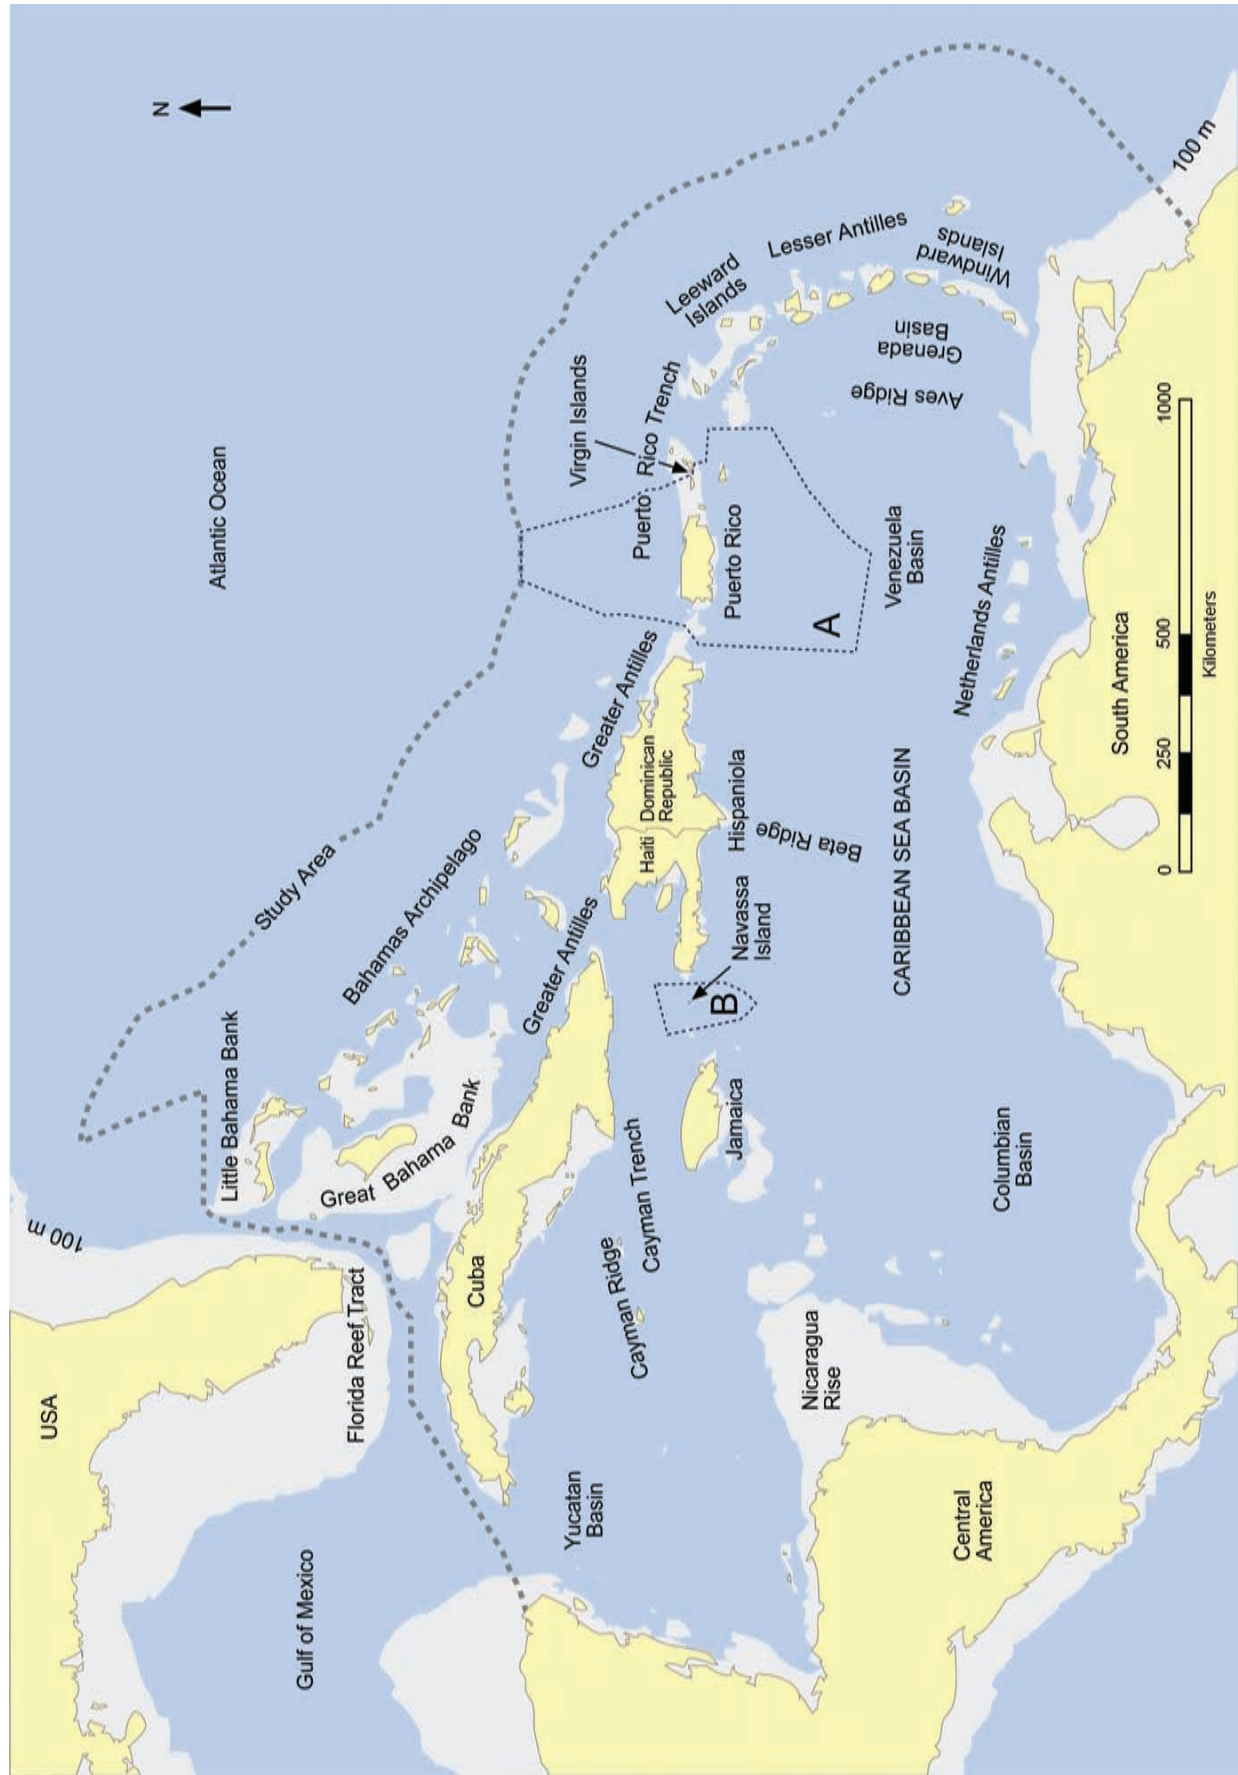 USA
100 m
N
Atlantic Ocean
Gulf of Mexico
Florida Reef Tract
Little Bahama Bank
Great Bahama Bank
Study Area
Bahamas Archipelago
Greater Antilles
Greater Antilles
Cuba
Yucatan
Basin
Cayman Ridge
Cayman Trench
Jamaica
B
Navassa
Island
Haiti
Dominican
Republic
Hispaniola
Beta Ridge
Puerto Rico Trench
Virgin Islands
Puerto Rico
A
Leeward
Islands
Lesser Antilles
Windward
Islands
Grenada
Basin
Aves Ridge
Venezuela
Basin
CARIBBEAN SEA BASIN
Netherlands Antilles
Nicaragua
Rise
Columbian
Basin
Central
America
South America
100 m
0
250
500
1000
Kilometers